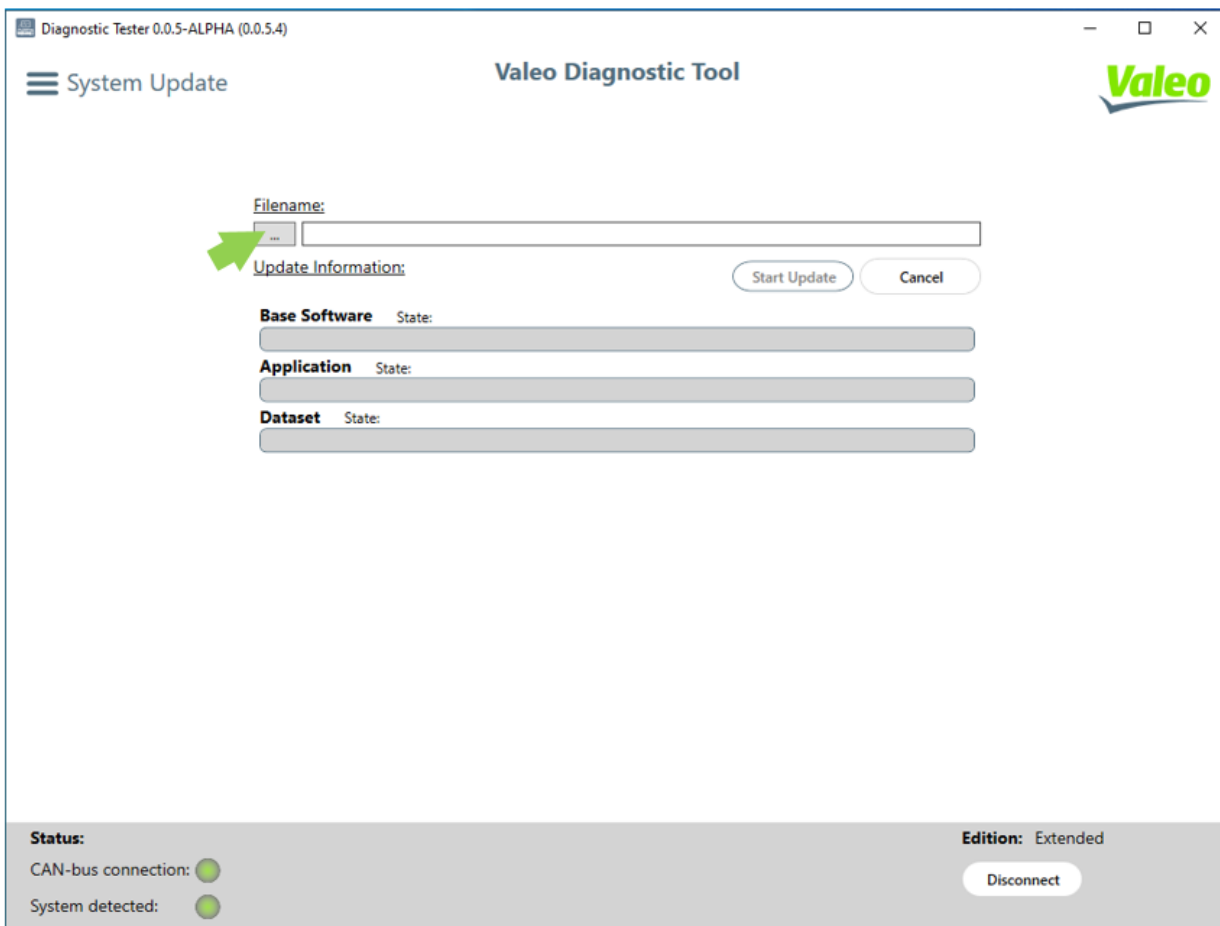 Diagnostic Tester 0.0.5-ALPHA (0.0.5.4)
System Update
Valeo Diagnostic Tool
Valeo
Filename:
...
Update Information:
Start Update
Cancel
Base Software State:
Application State:
Dataset State:
Status:
Edition: Extended
CAN-bus connection:
Disconnect
System detected: